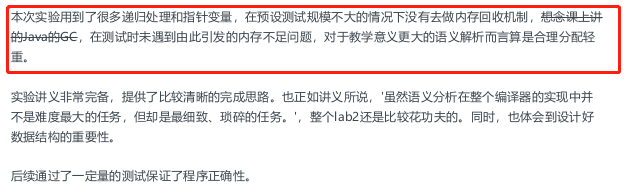 本次实验用到了很多递归处理和指针变量，在预设测试规模不大的情况下没有去做内存回收机制，想念课上讲
的Java的GC，在测试时未遇到由此引发的内存不足问题，对于教学意义更大的语义解析而言算是合理分配轻
重。
实验讲义非常完备，提供了比较清晰的完成思路。也正如讲义所说，'虽然语义分析在整个编译器的实现中并
不是难度最大的任务，但却是最细致、琐碎的任务。'，整个lab2还是比较花功夫的。同时，也体会到设计好
数据结构的重要性。
后续通过了一定量的测试保证了程序正确性。